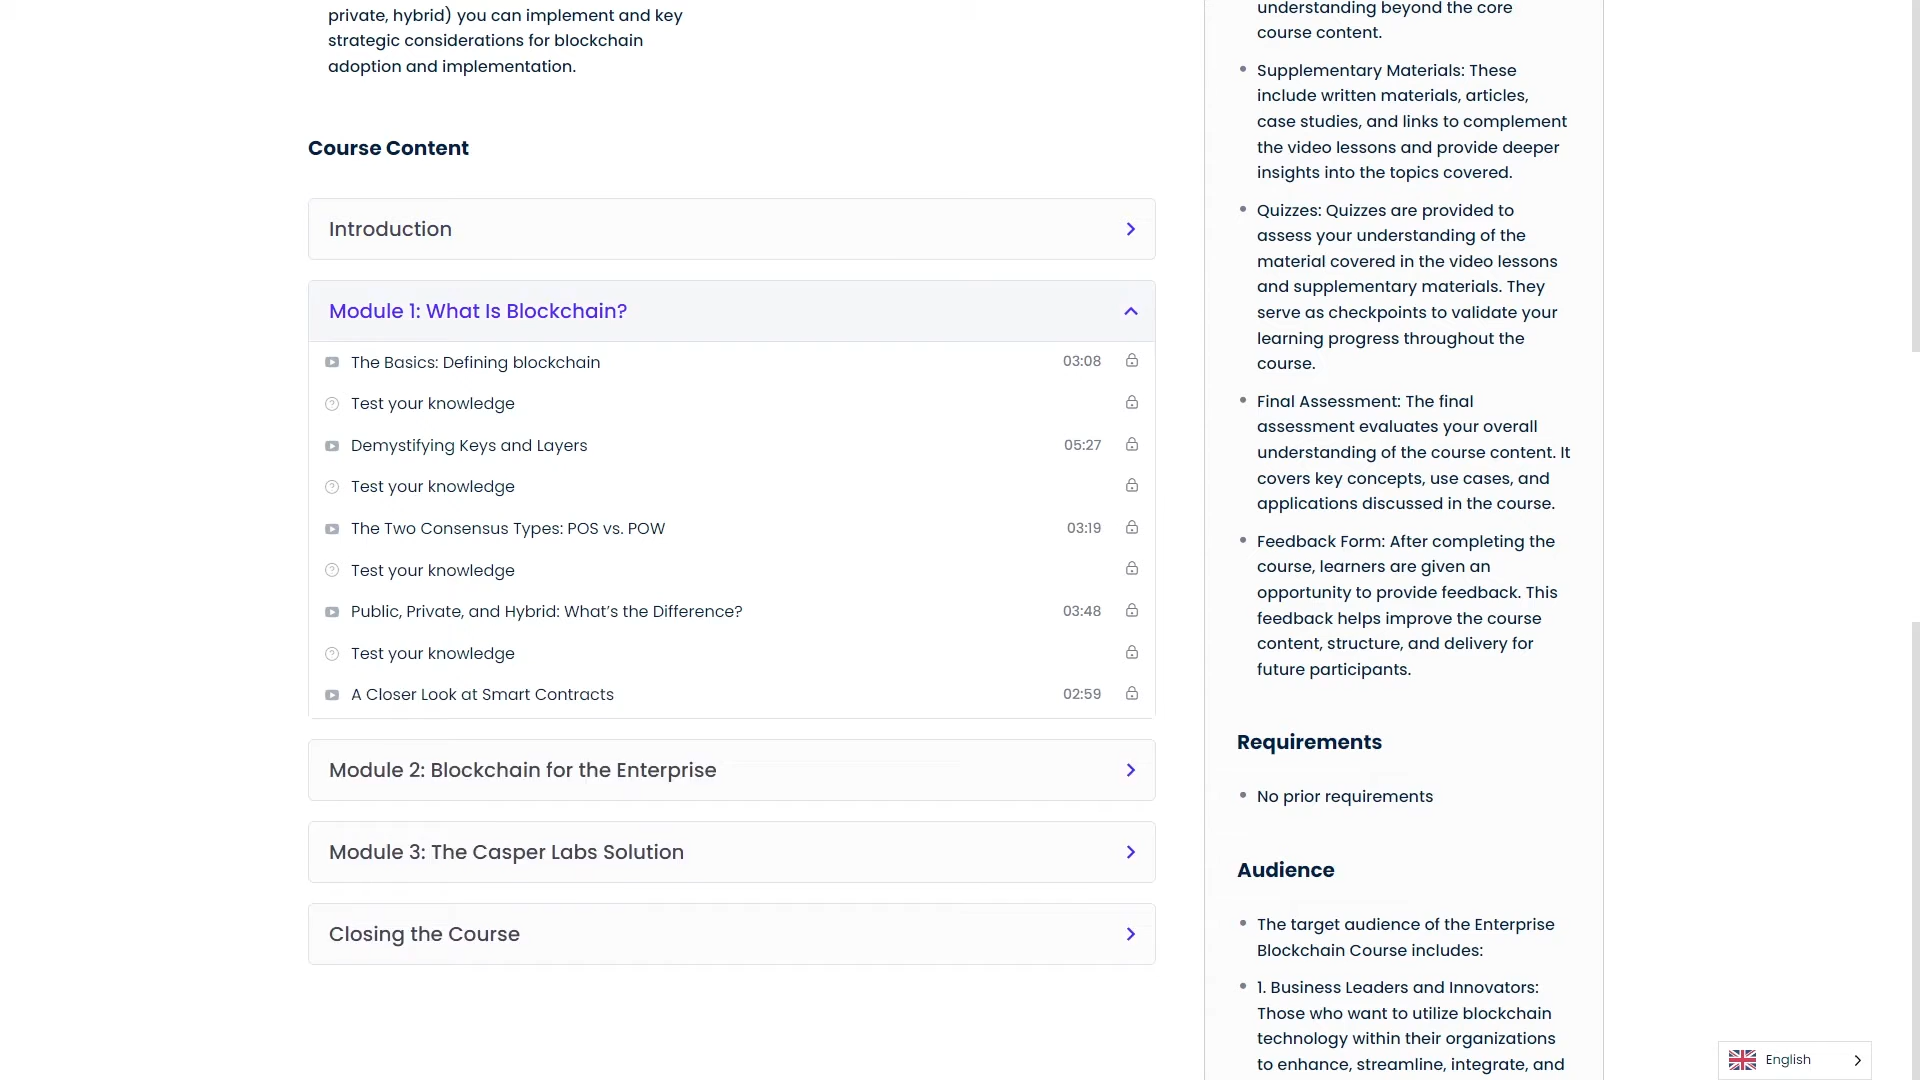 private, hybrid) you can implement and key
strategic considerations for blockchain
adoption and implementation.
Course Content
Introduction
Module 1: What Is Blockchain?
The Basics: Defining blockchain 03:08
Test your knowledge
Demystifying Keys and Layers 05:27
Test your knowledge
The Two Consensus Types: POS vs. POW 03:19
Test your knowledge
Public, Private, and Hybrid: What’s the Difference? 03:48
Test your knowledge
A Closer Look at Smart Contracts 02:59
Module 2: Blockchain for the Enterprise
Module 3: The Casper Labs Solution
Closing the Course
understanding beyond the core
course content.
Supplementary Materials: These
include written materials, articles,
case studies, and links to complement
the video lessons and provide deeper
insights into the topics covered.
Quizzes: Quizzes are provided to
assess your understanding of the
material covered in the video lessons
and supplementary materials. They
serve as checkpoints to validate your
learning progress throughout the
course.
Final Assessment: The final
assessment evaluates your overall
understanding of the course content. It
covers key concepts, use cases, and
applications discussed in the course.
Feedback Form: After completing the
course, learners are given an
opportunity to provide feedback. This
feedback helps improve the course
content, structure, and delivery for
future participants.
Requirements
No prior requirements
Audience
The target audience of the Enterprise
Blockchain Course includes:
1. Business Leaders and Innovators:
Those who want to utilize blockchain
technology within their organizations
to enhance, streamline, integrate, and
English